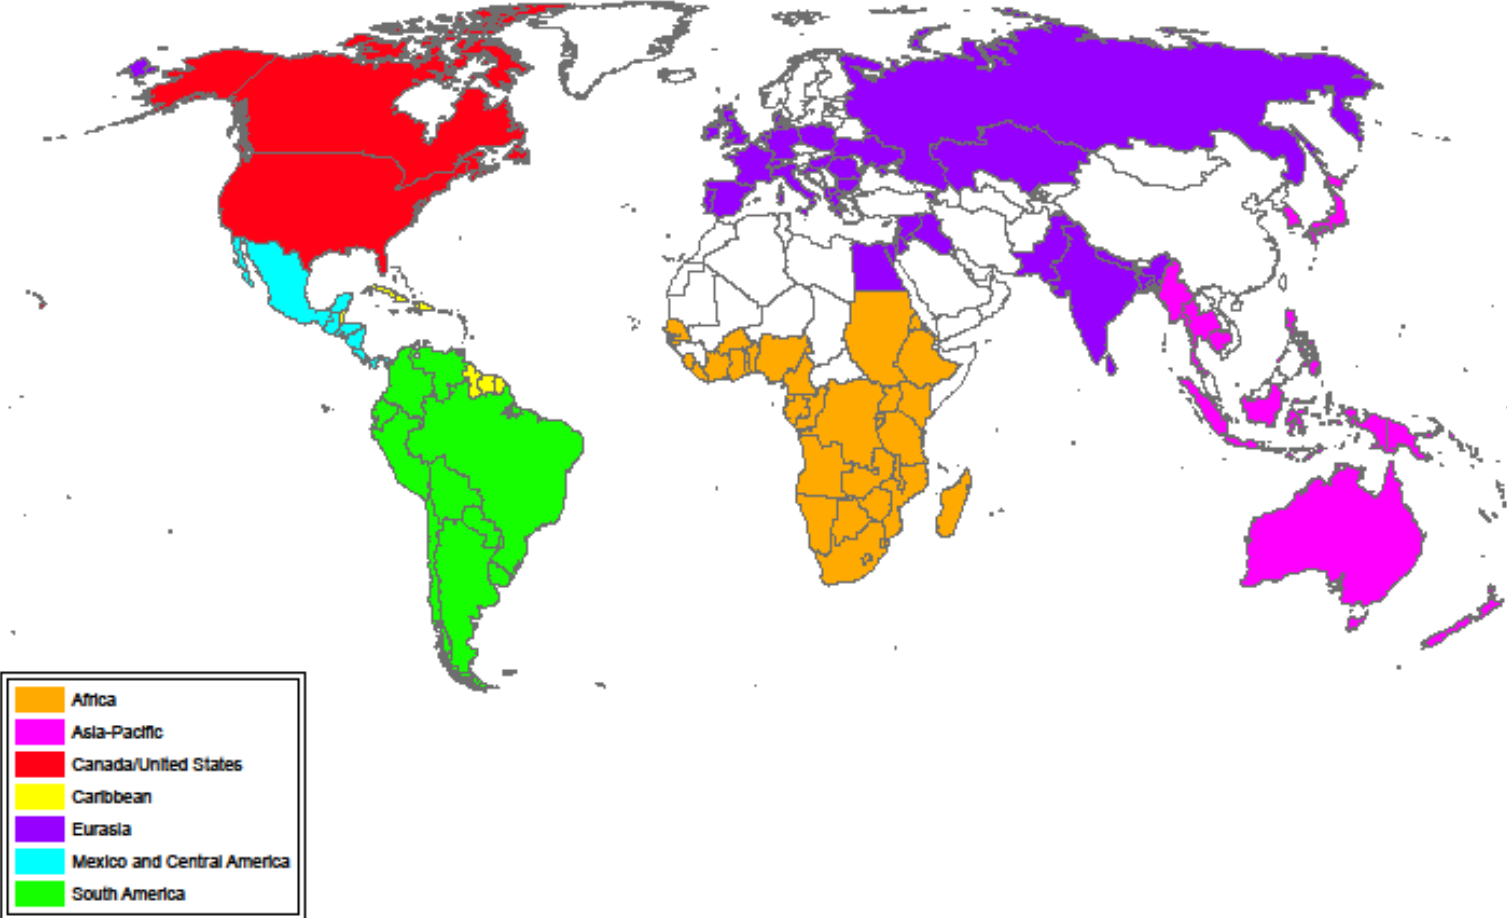 Africa
Asia-Pacific
Canada/United States
Caribbean
Eurasia
Mexico and Central America
South America